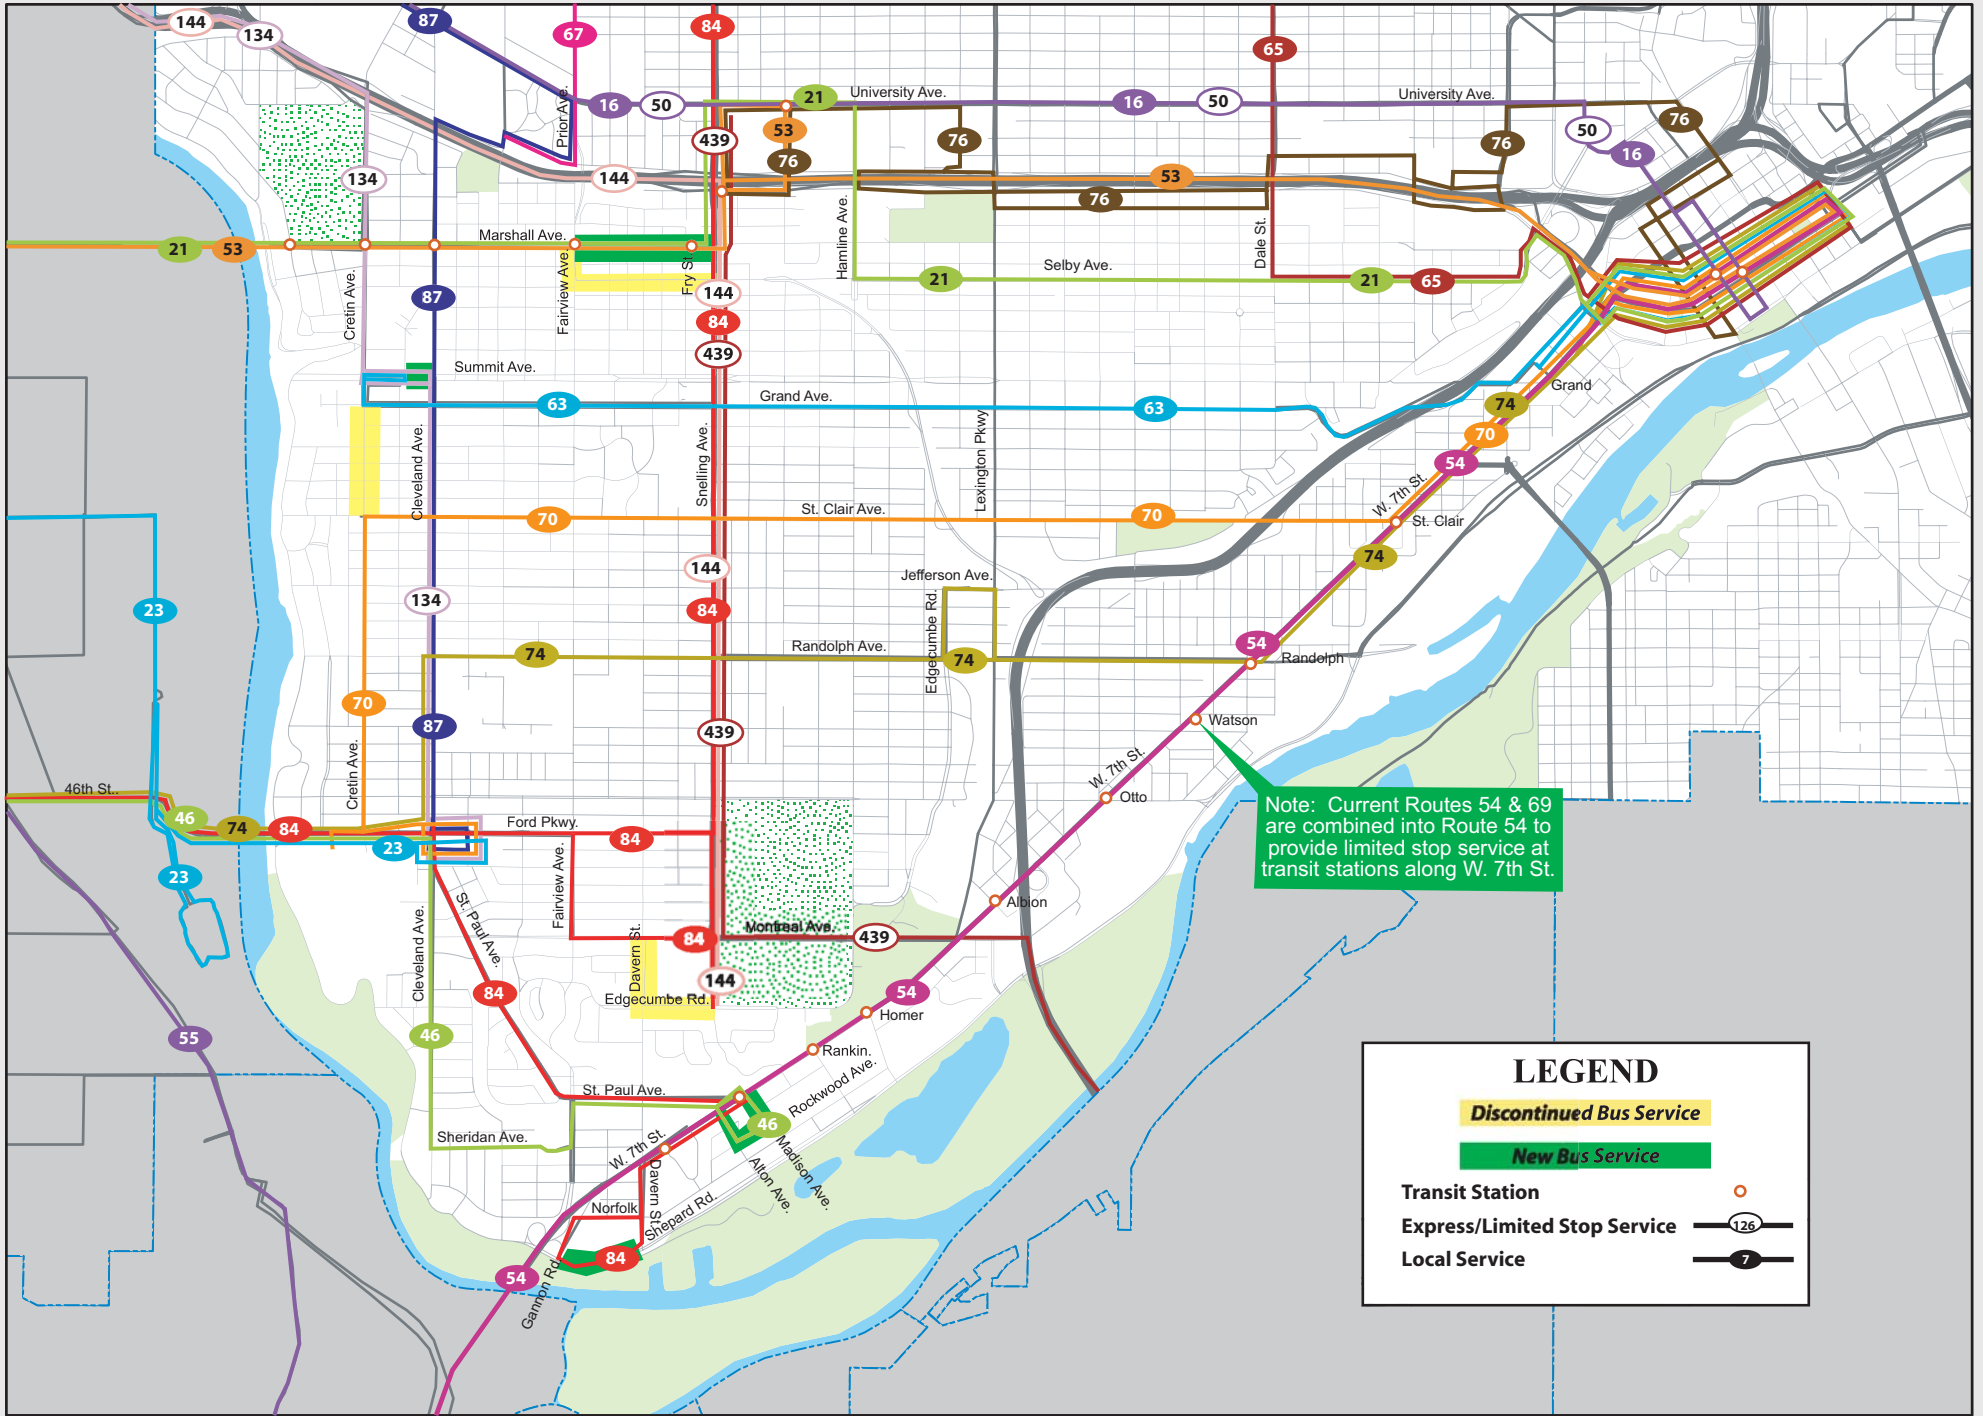 144
134
87
67
84
65
16
50
21
University Ave.
16
50
University Ave.
76
50
16
Prior Ave.
439
53
76
76
76
134
144
53
76
Marshall Ave.
21
53
Fairview Ave.
Fry St.
Hamline Ave.
Dale St.
Selby Ave.
21
21
65
Cretin Ave.
87
144
84
439
Summit Ave.
63
Grand Ave.
63
Grand
74
70
54
Cleveland Ave.
Snelling Ave.
Lexington Pkwy
W. 7th St.
70
St. Clair Ave.
70
St. Clair
74
144
Jefferson Ave.
134
84
23
Edgecumbe Rd.
74
Randolph Ave.
74
54
Randolph
70
87
439
Watson
Cretin Ave.
W. 7th St.
46th St..
Otto
46
74
84
Ford Pkwy.
84
23
23
Note: Current Routes 54 & 69
are combined into Route 54 to
provide limited stop service at
transit stations along W. 7th St.
Fairview Ave.
St. Paul Ave.
Cleveland Ave.
Albion
Davern St.
84
Montreal Ave.
439
144
84
Edgecumbe Rd.
54
Homer
55
46
Rankin.
Rockwood Ave.
St. Paul Ave.
46
Sheridan Ave.
W. 7th St.
Madison Ave.
Alton Ave.
Davern St.
Norfolk
Shepard Rd.
84
54
Gannon Rd.
LEGEND
Discontinued Bus Service
New Bus Service
Transit Station
Express/Limited Stop Service
126
Local Service
7